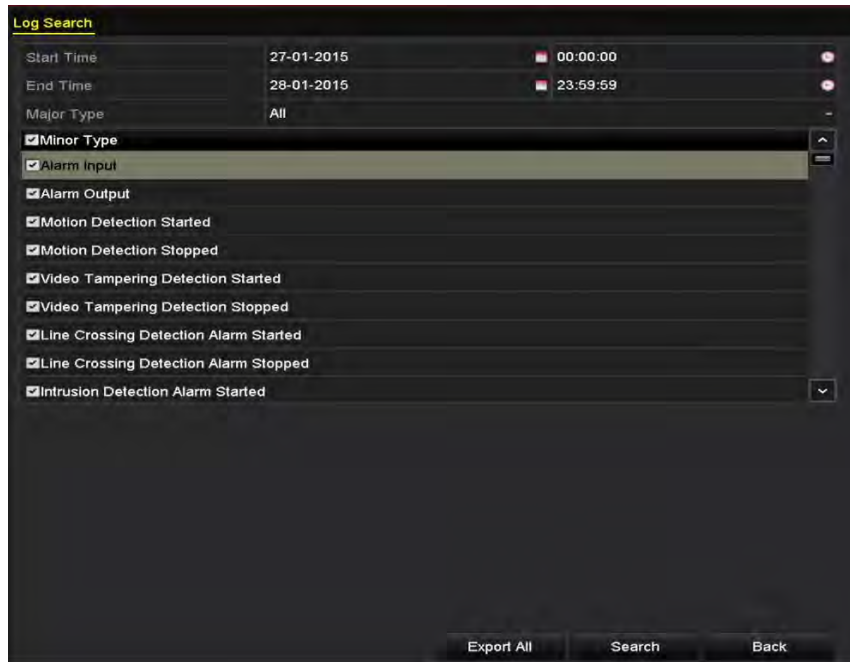 Log Search
Start Time 27-01-2015 00:00:00
End Time 28-01-2015 23:59:59
Major Type All
Minor Type
Alarm Input
Alarm Output
Motion Detection Started
Motion Detection Stopped
Video Tampering Detection Started
Video Tampering Detection Stopped
Line Crossing Detection Alarm Started
Line Crossing Detection Alarm Stopped
Intrusion Detection Alarm Started
Export All Search Back